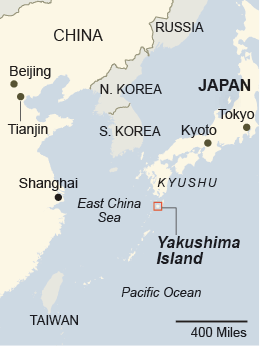 RUSSIA
CHINA
Beijing
N. KOREA
JAPAN
Tianjin
S. KOREA
Tokyo
Kyoto
KYUSHU
Shanghai
East China
Sea
Yakushima
Island
Pacific Ocean
TAIWAN
400 Miles